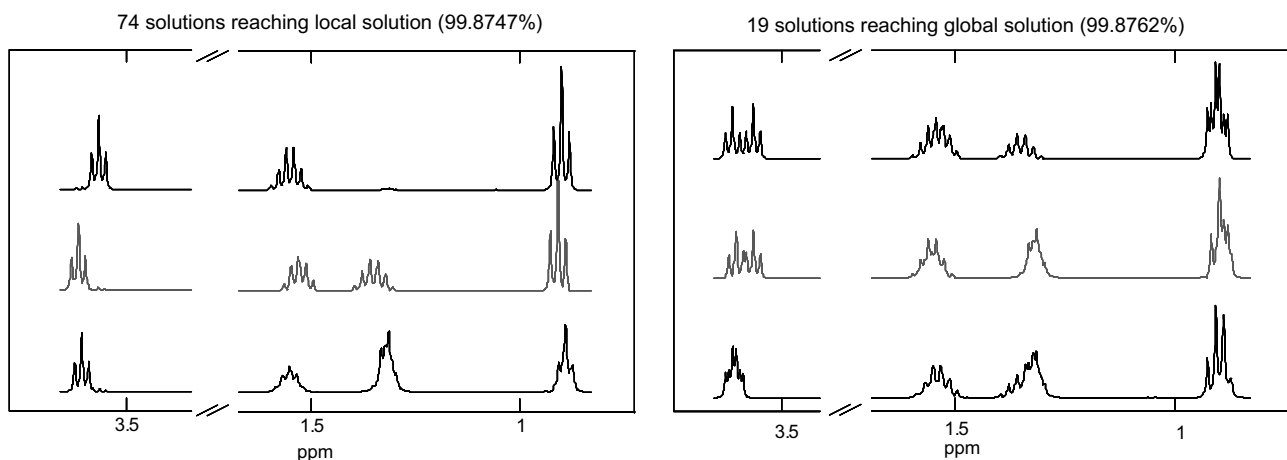 74 solutions reaching local solution (99.8747%)
19 solutions reaching global solution (99.8762%)
3.5
1.5
1
ppm
3.5
1.5
1
ppm